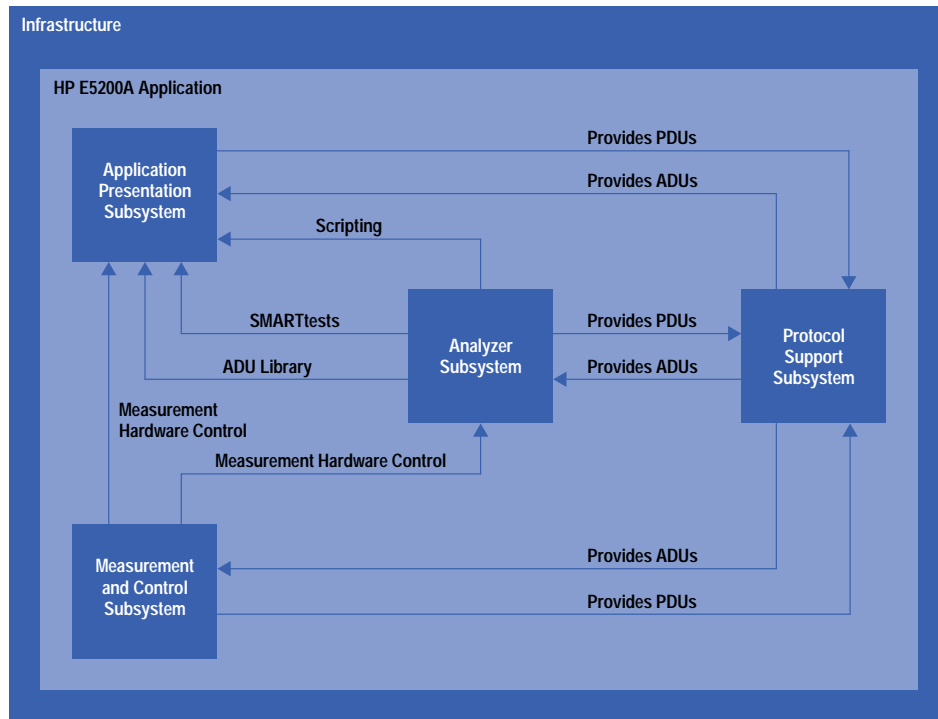 Infrastructure
HP E5200A Application
Application
Presentation
Subsystem
Provides PDUs
Provides ADUs
Scripting
SMARTtests
ADU Library
Analyzer
Subsystem
Provides PDUs
Provides ADUs
Protocol
Support
Subsystem
Measurement
Hardware Control
Measurement Hardware Control
Measurement
and Control
Subsystem
Provides ADUs
Provides PDUs